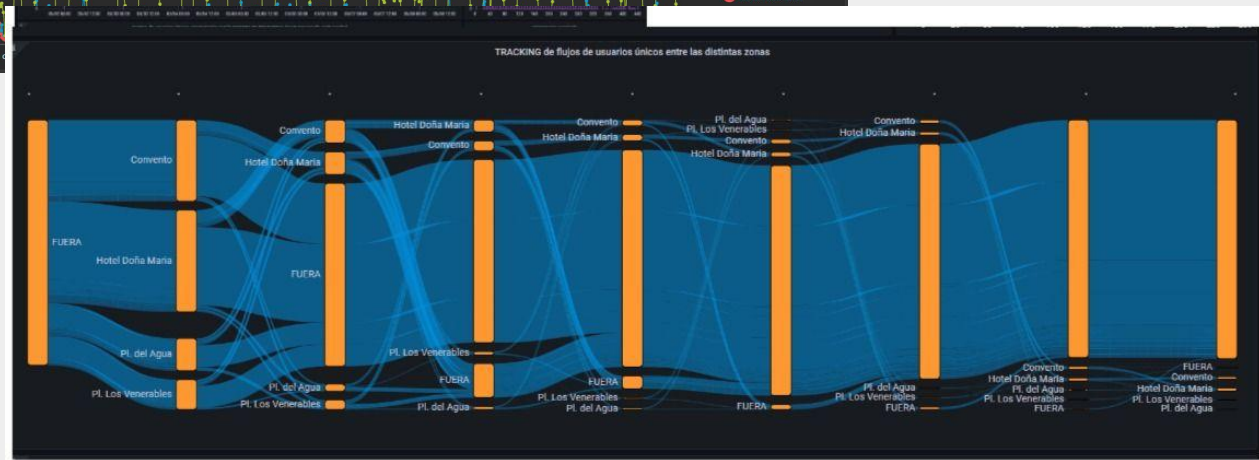 TRACKING de flujos de usuarios únicos entre las distintas zonas
FUERA
Convento
Hotel Doña Maria
Pl. del Agua
Pl. Los Venerables
Convento
Hotel Doña Maria
FUERA
Pl. del Agua
Pl. Los Venerables
Hotel Doña Maria
Convento
Pl. Los Venerables
FUERA
Pl. del Agua
Convento
Hotel Doña Maria
FUERA
Pl. Los Venerables
Pl. del Agua
Pl. del Agua
Pl. Los Venerables
Convento
Hotel Doña Maria
FUERA
Convento
Hotel Doña Maria
Pl. del Agua
Pl. Los Venerables
FUERA
Convento
Hotel Doña Maria
Pl. del Agua
Pl. Los Venerables
FUERA
FUERA
Convento
Hotel Doña Maria
Pl. Los Venerables
Pl. del Agua